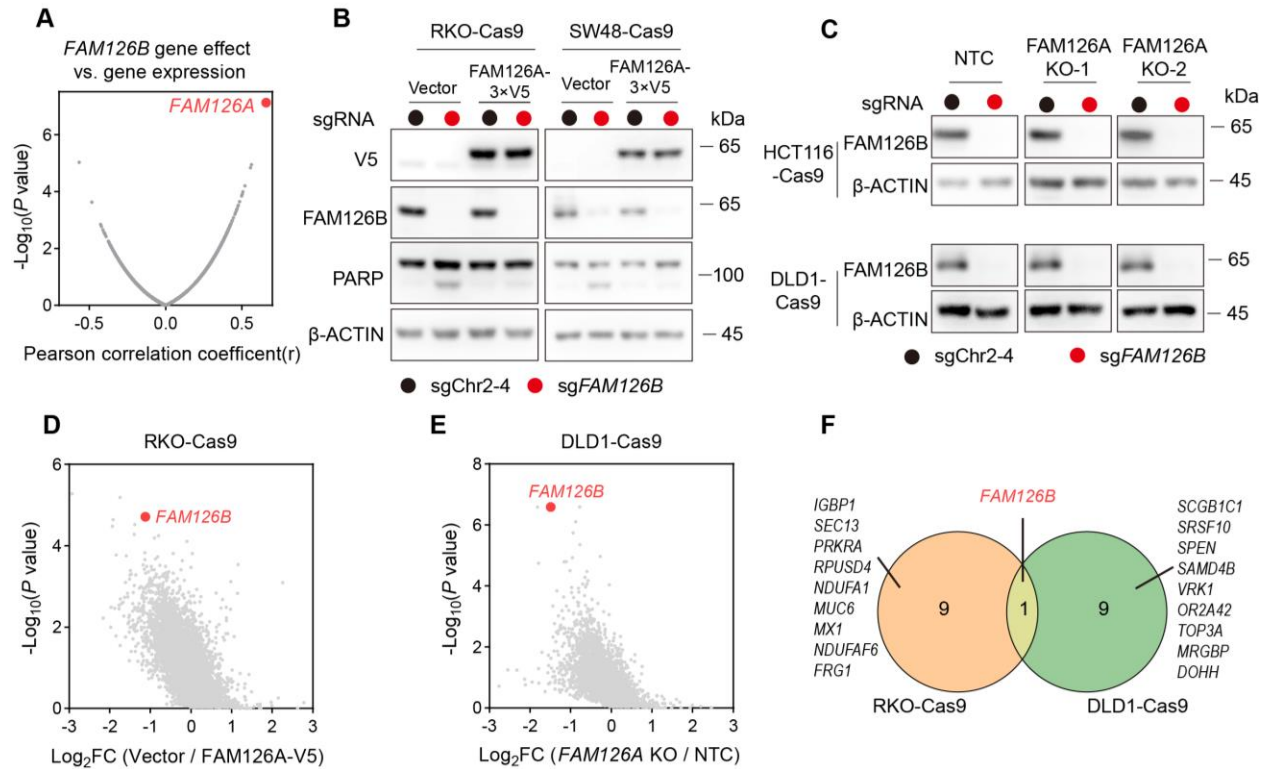 A
FAM126B gene effect
vs. gene expression
FAM126A
-Log10(P value)
8
6
4
2
0
-0.5 0.0 0.5
Pearson correlation coefficent(r)
B
RKO-Cas9 SW48-Cas9
Vector FAM126A-
3×V5 Vector FAM126A-
3×V5
sgRNA kDa
V5 65
FAM126B 65
PARP 100
β-ACTIN 45
sgChr2-4 sgFAM126B
C
NTC FAM126A
KO-1 FAM126A
KO-2
sgRNA kDa
HCT116
-Cas9
FAM126B 65
β-ACTIN 45
DLD1-
Cas9
FAM126B 65
β-ACTIN 45
sgChr2-4 sgFAM126B
D
RKO-Cas9
-Log10(P value)
6
4
2
0
FAM126B
-3 -2 -1 0 1 2 3
Log2FC (Vector / FAM126A-V5)
E
DLD1-Cas9
-Log10(P value)
8
6
4
2
0
FAM126B
-3 -2 -1 0 1 2 3
Log2FC (FAM126A KO / NTC)
F
FAM126B
IGBP1
SEC13
PRKRA
RPUSD4
NDUFA1
MUC6
MX1
NDUFAF6
FRG1
9 1 9
SCGB1C1
SRSF10
SPEN
SAMD4B
VRK1
OR2A42
TOP3A
MRGBP
DOHH
RKO-Cas9 DLD1-Cas9